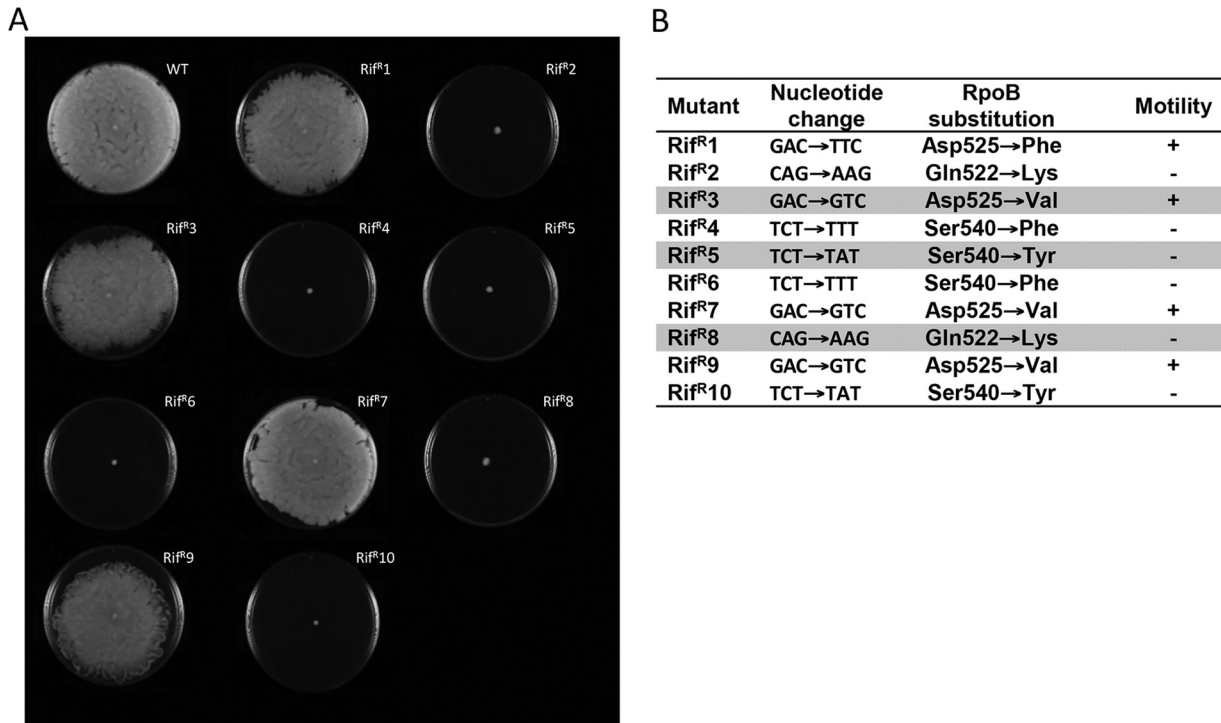 A
WT
Rifᴿ1
Rifᴿ2
Rifᴿ3
Rifᴿ4
Rifᴿ5
Rifᴿ6
Rifᴿ7
Rifᴿ8
Rifᴿ9
Rifᴿ10
B
Mutant Nucleotide change RpoB substitution Motility
Rifᴿ1 GAC→TTC Asp525→Phe +
Rifᴿ2 CAG→AAG Gln522→Lys -
Rifᴿ3 GAC→GTC Asp525→Val +
Rifᴿ4 TCT→TTT Ser540→Phe -
Rifᴿ5 TCT→TAT Ser540→Tyr -
Rifᴿ6 TCT→TTT Ser540→Phe -
Rifᴿ7 GAC→GTC Asp525→Val +
Rifᴿ8 CAG→AAG Gln522→Lys -
Rifᴿ9 GAC→GTC Asp525→Val +
Rifᴿ10 TCT→TAT Ser540→Tyr -